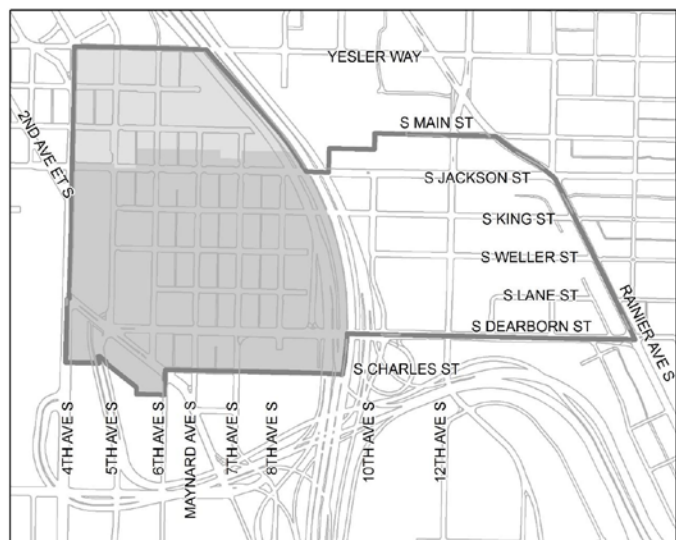 YESLER WAY
2ND AVE ET S
S MAIN ST
S JACKSON ST
S KING ST
S WELLER ST
S LANE ST
RAINIER AVE S
S DEARBORN ST
S CHARLES ST
4TH AVE S
5TH AVE S
6TH AVE S
MAYNARD AVE S
7TH AVE S
8TH AVE S
10TH AVE S
12TH AVE S